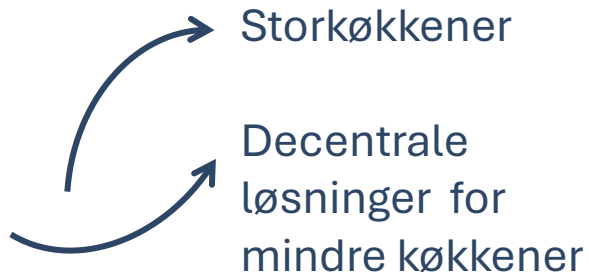 Storkøkkener
Decentrale
løsninger for
mindre køkkener